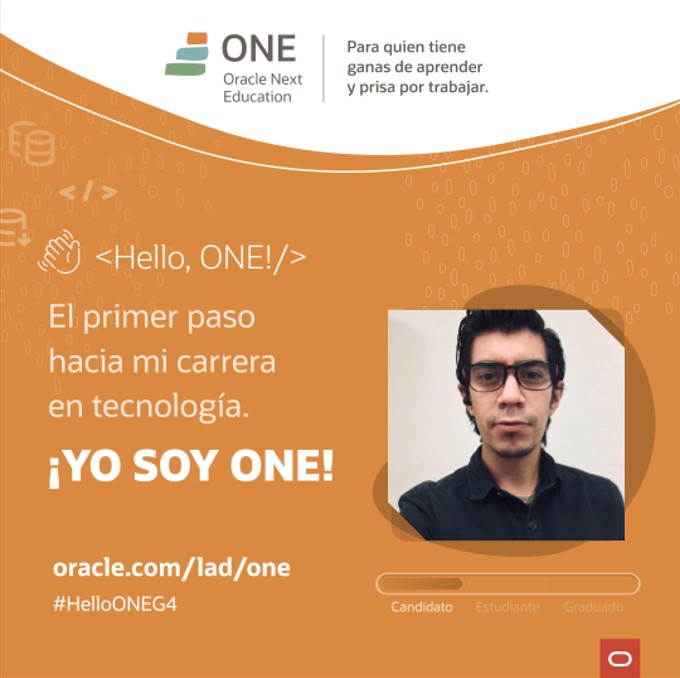 ONE
Oracle Next
Education
Para quien tiene
ganas de aprender
y prisa por trabajar.
</>
<Hello, ONE!/>
El primer paso
hacia mi carrera
en tecnología.
¡YO SOY ONE!
oracle.com/lad/one
#HelloONEG4
Candidato Estudiante Graduado